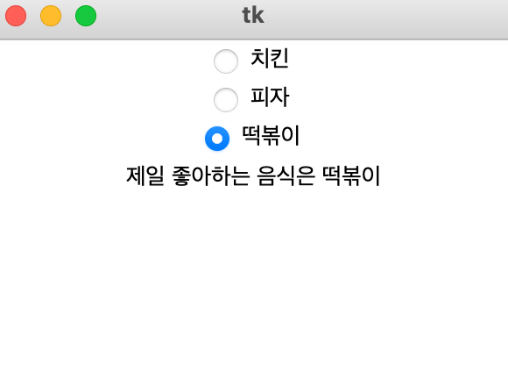 tk
치킨
피자
떡볶이
제일 좋아하는 음식은 떡볶이